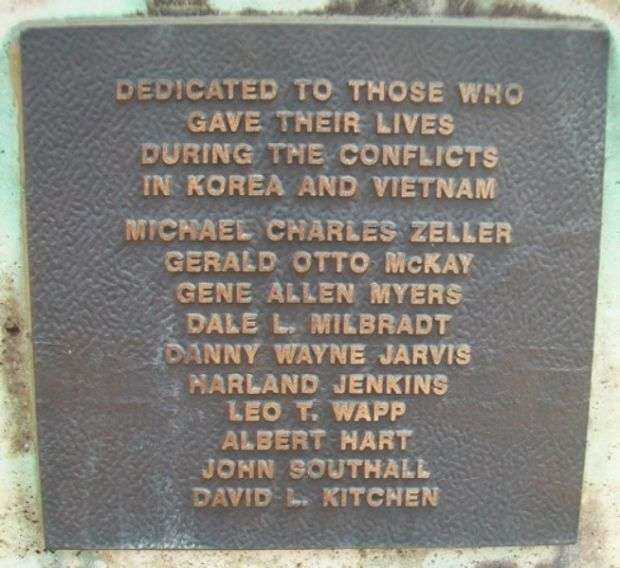 DEDICATED TO THOSE WHO
GAVE THEIR LIVES
DURING THE CONFLICTS
IN KOREA AND VIETNAM
MICHAEL CHARLES ZELLER
GERALD OTTO McKAY
GENE ALLEN MYERS
DALE L. MILBRADT
DANNY WAYNE JARVIS
HARLAND JENKINS
LEO T. WAPP
ALBERT HART
JOHN SOUTHALL
DAVID L. KITCHEN